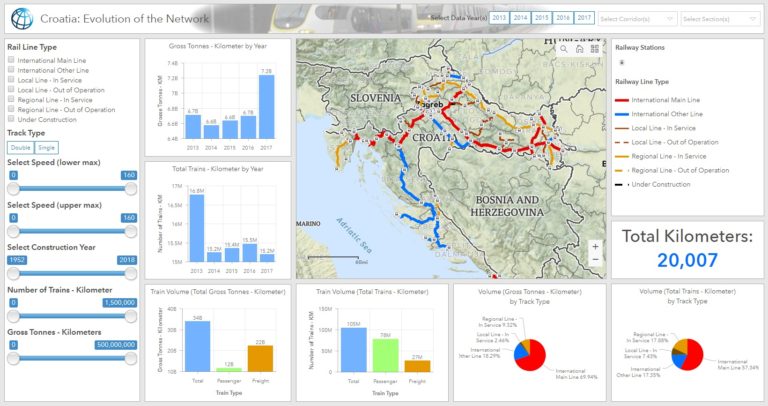 Croatia: Evolution of the Network
Select Data Year(s)
2013
2014
2015
2016
2017
Select Corridor(s)
Select Section(s)
Rail Line Type
International Main Line
International Other Line
Local Line - In Service
Local Line - Out of Operation
Regional Line - In Service
Regional Line - Out of Operation
Under Construction
Track Type
Double
Single
Select Speed (lower max)
0
160
Select Speed (upper max)
0
160
Select Construction Year
1952
2018
Number of Trains - Kilometer
0
1,500,000
Gross Tonnes - Kilometers
0
500,000,000
Gross Tonnes - Kilometer by Year
Gross Tonnes - KM
7.4B
7.2B
7B
6.8B
6.6B
6.4B
6.7B
6.6B
6.6B
6.7B
7.2B
2013
2014
2015
2016
2017
Total Trains - Kilometer by Year
Number of Trains - KM
17M
16.5M
16M
15.5M
15M
16.8M
15.2M
15.4M
15.5M
15.2M
2013
2014
2015
2016
2017
SLOVENIA
Zagreb
CROATIA
BOSNIA AND
HERZEGOVINA
MARINO
Adriatic Sea
DALMA
BACS-KISKUN
60mi
Railway Stations
Railway Line Type
International Main Line
International Other Line
Local Line - In Service
Local Line - Out of Operation
Regional Line - In Service
Regional Line - Out of Operation
Under Construction
Total Kilometers:
20,007
Train Volume (Total Gross Tonnes - Kilometer)
Gross Tonnes - Kilometer
40B
30B
20B
10B
34B
12B
22B
Total
Passenger
Freight
Train Type
Train Volume (Total Trains - Kilometer)
Number of Trains - KM
150M
100M
50M
0
105M
78M
27M
Total
Passenger
Freight
Train Type
Volume (Gross Tonnes - Kilometer)
by Track Type
Regional Line -
In Service 9.32%
Local Line - In
Service 2.46%
International
Other Line 18.29%
International
Main Line 69.94%
Volume (Total Trains - Kilometer)
by Track Type
Regional Line - In
Service 17.88%
Local Line - In
Service 7.43%
International
Other Line 17.35%
International
Main Line 57.34%